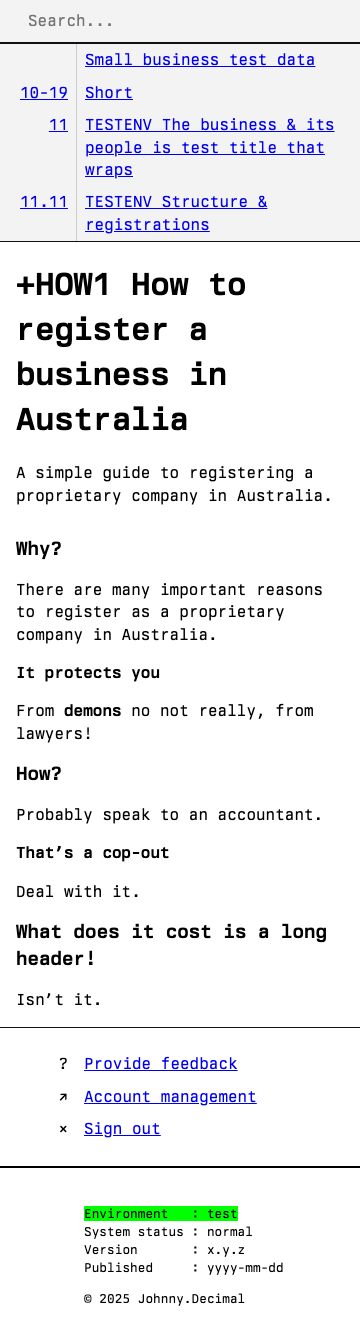 Search...
Small business test data
10-19 Short
11 TESTENV The business & its
people is test title that
wraps
11.11 TESTENV Structure &
registrations
+HOW1 How to
register a
business in
Australia
A simple guide to registering a
proprietary company in Australia.
Why?
There are many important reasons
to register as a proprietary
company in Australia.
It protects you
From demons no not really, from
lawyers!
How?
Probably speak to an accountant.
That’s a cop-out
Deal with it.
What does it cost is a long
header!
Isn’t it.
? Provide feedback
↗ Account management
× Sign out
Environment : test
System status : normal
Version : x.y.z
Published : yyyy-mm-dd
© 2025 Johnny.Decimal